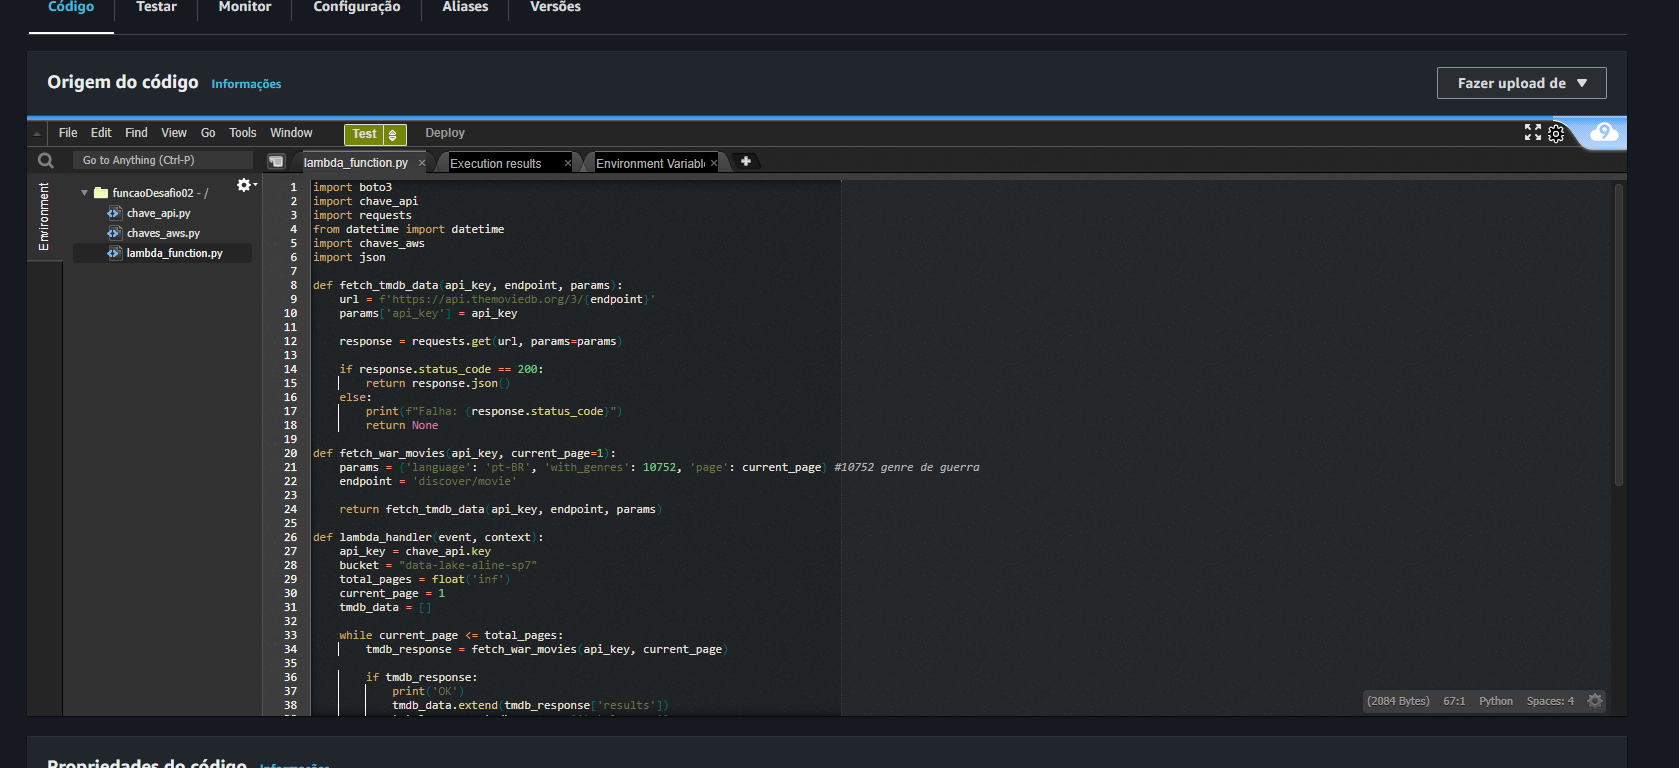 Código Testar Monitor Configuração Aliases Versões
Origem do código Informações Fazer upload de
File Edit Find View Go Tools Window Test Deploy 9
Go to Anything (Ctrl-P) lambda_function.py × Execution results × Environment Variabl ×
Environment
funcaoDesafio02 - /
chave_api.py
chaves_aws.py
lambda_function.py
1 import boto3
2 import chave_api
3 import requests
4 from datetime import datetime
5 import chaves_aws
6 import json
7
8 def fetch_tmdb_data(api_key, endpoint, params):
9 url = f'https://api.themoviedb.org/3/{endpoint}'
10 params['api_key'] = api_key
11
12 response = requests.get(url, params=params)
13
14 if response.status_code == 200:
15 return response.json()
16 else:
17 print(f"Falha: {response.status_code}")
18 return None
19
20 def fetch_war_movies(api_key, current_page=1):
21 params = {'language': 'pt-BR', 'with_genres': 10752, 'page': current_page} #10752 genre de guerra
22 endpoint = 'discover/movie'
23
24 return fetch_tmdb_data(api_key, endpoint, params)
25
26 def lambda_handler(event, context):
27 api_key = chave_api.key
28 bucket = "data-lake-aline-sp7"
29 total_pages = float('inf')
30 current_page = 1
31 tmdb_data = []
32
33 while current_page <= total_pages:
34 tmdb_response = fetch_war_movies(api_key, current_page)
35
36 if tmdb_response:
37 print('OK')
38 tmdb_data.extend(tmdb_response['results'])
(2084 Bytes) 67:1 Python Spaces: 4
Propriedades do código Informações